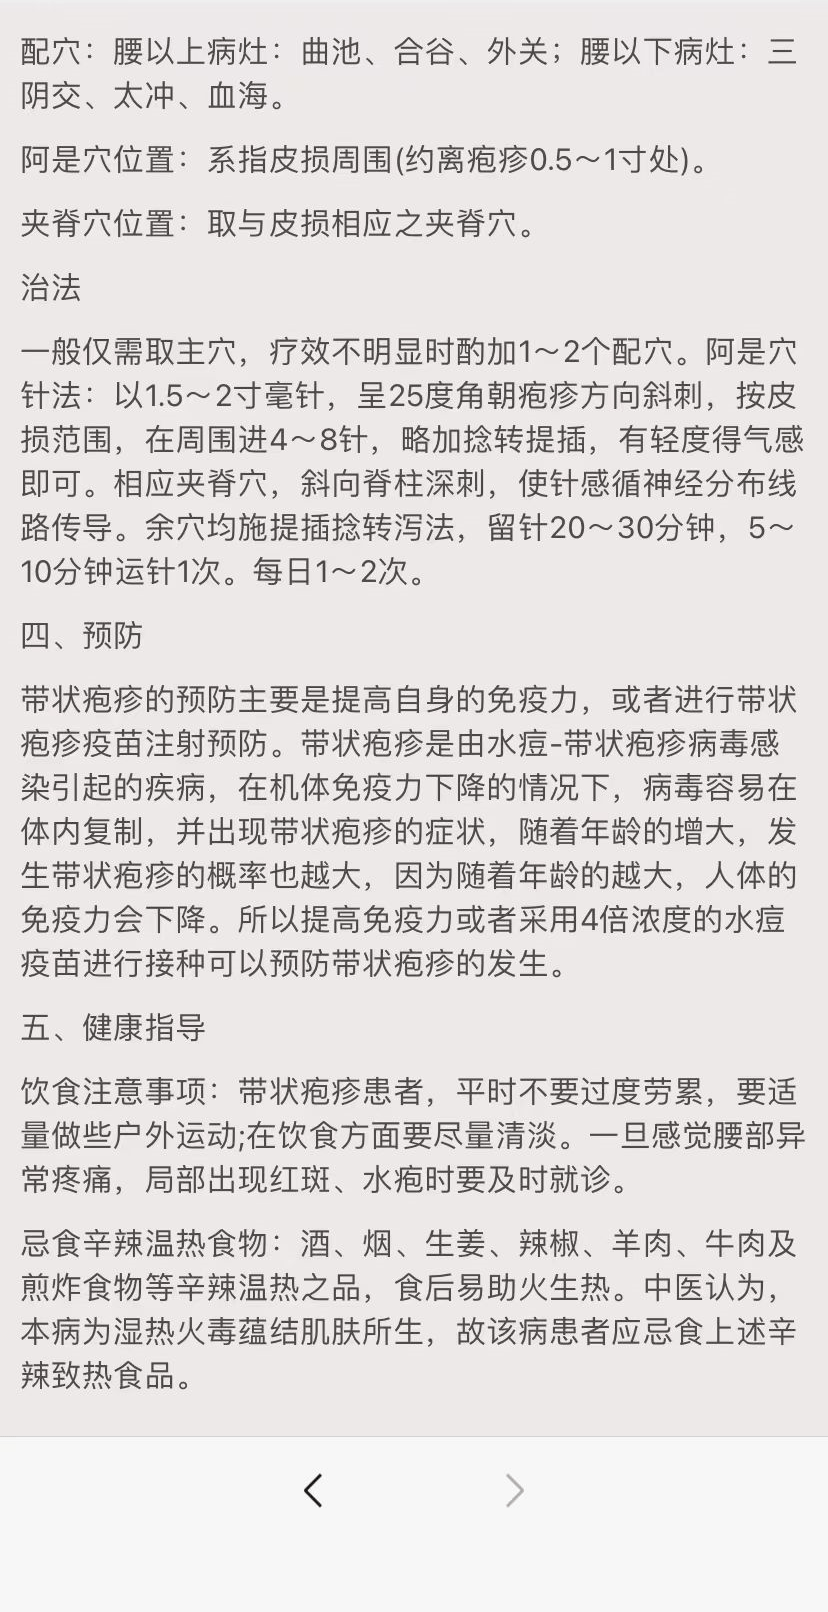 配穴：腰以上病灶：曲池、合谷、外关；腰以下病灶：三
阴交、太冲、血海。
阿是穴位置：系指皮损周围(约离疱疹0.5～1寸处)。
夹脊穴位置：取与皮损相应之夹脊穴。
治法
一般仅需取主穴，疗效不明显时酌加1～2个配穴。阿是穴
针法：以1.5～2寸毫针，呈25度角朝疱疹方向斜刺，按皮
损范围，在周围进4～8针，略加捻转提插，有轻度得气感
即可。相应夹脊穴，斜向脊柱深刺，使针感循神经分布线
路传导。余穴均施提插捻转泻法，留针20～30分钟，5～
10分钟运针1次。每日1～2次。
四、预防
带状疱疹的预防主要是提高自身的免疫力，或者进行带状
疱疹疫苗注射预防。带状疱疹是由水痘-带状疱疹病毒感
染引起的疾病，在机体免疫力下降的情况下，病毒容易在
体内复制，并出现带状疱疹的症状，随着年龄的增大，发
生带状疱疹的概率也越大，因为随着年龄的越大，人体的
免疫力会下降。所以提高免疫力或者采用4倍浓度的水痘
疫苗进行接种可以预防带状疱疹的发生。
五、健康指导
饮食注意事项：带状疱疹患者，平时不要过度劳累，要适
量做些户外运动;在饮食方面要尽量清淡。一旦感觉腰部异
常疼痛，局部出现红斑、水疱时要及时就诊。
忌食辛辣温热食物：酒、烟、生姜、辣椒、羊肉、牛肉及
煎炸食物等辛辣温热之品，食后易助火生热。中医认为，
本病为湿热火毒蕴结肌肤所生，故该病患者应忌食上述辛
辣致热食品。